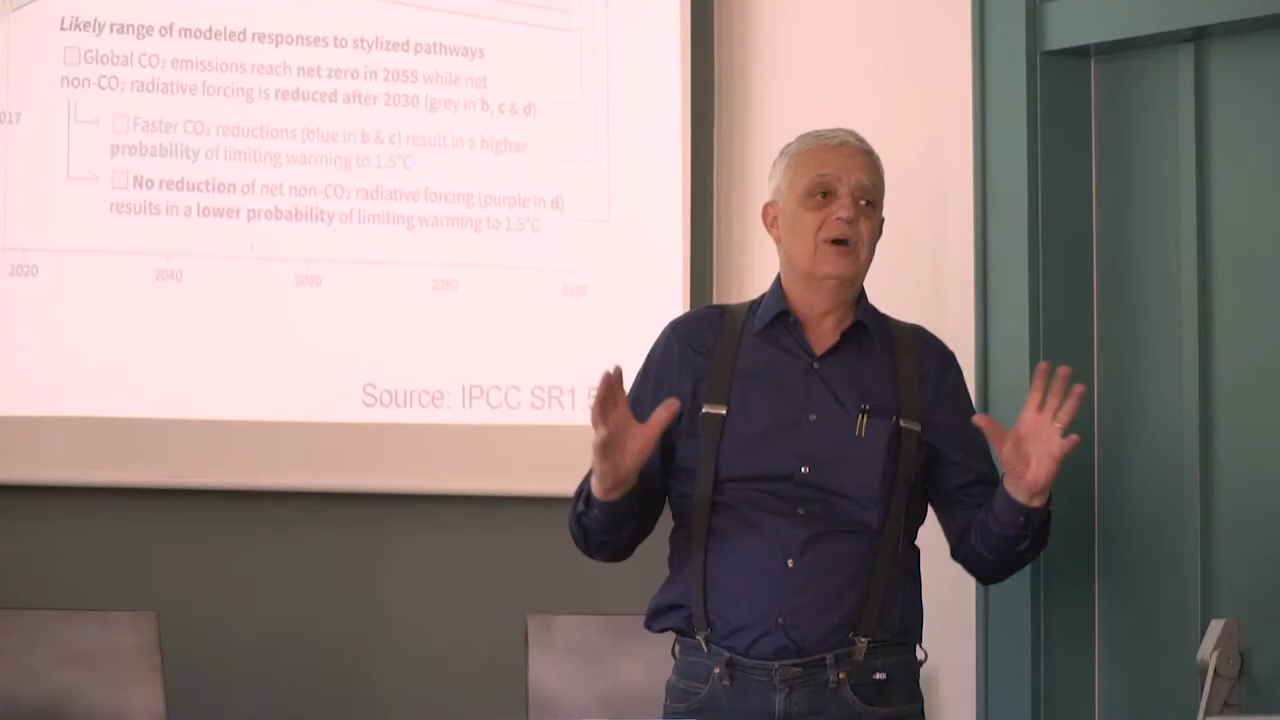 Likely range of modeled responses to stylized pathways
Global CO₂ emissions reach net zero in 2055 while net
non-CO₂ radiative forcing is reduced after 2030 (grey in b, c & d)
2017
Faster CO₂ reductions (blue in b & c) result in a higher
probability of limiting warming to 1.5°C
No reduction of net non-CO₂ radiative forcing (purple in d)
results in a lower probability of limiting warming to 1.5°C
2020 2040 2060 2080 2100
Source: IPCC SR1.5